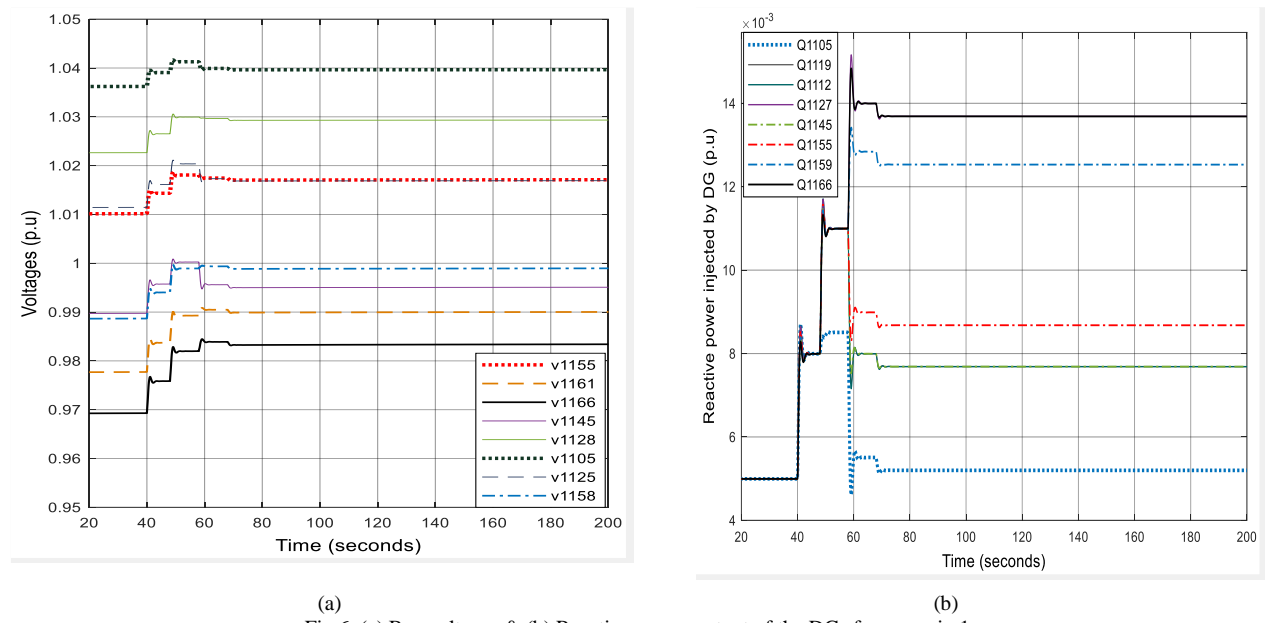 1.05
1.04
1.03
1.02
1.01
1
0.99
0.98
0.97
0.96
0.95
Voltages (p.u)
v1155
v1161
v1166
v1145
v1128
v1105
v1125
v1158
20 40 60 80 100 120 140 160 180 200
Time (seconds)
(a)
×10⁻³
14
12
10
8
6
4
Reactive power injected by DG (p.u)
Q1105
Q1119
Q1112
Q1127
Q1145
Q1155
Q1159
Q1166
20 40 60 80 100 120 140 160 180 200
Time (seconds)
(b)